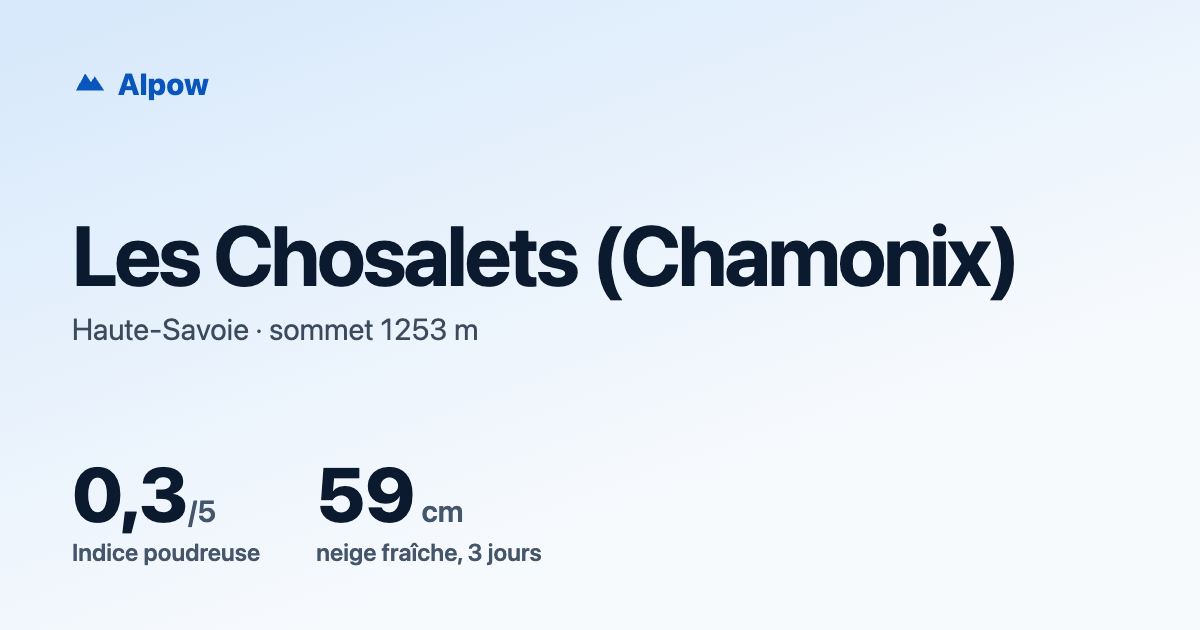 Alpow
Les Chosalets (Chamonix)
Haute-Savoie · sommet 1253 m
0,3/5 59 cm
Indice poudreuse neige fraîche, 3 jours